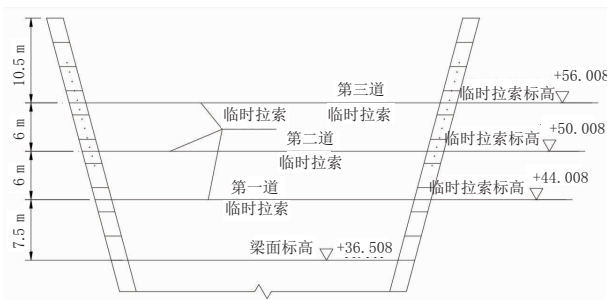 10.5 m
6 m
6 m
7.5 m
第三道
临时拉索
临时拉索
临时拉索标高
+56.008
第二道
临时拉索
临时拉索标高
+50.008
第一道
临时拉索
临时拉索标高
+44.008
梁面标高
+36.508